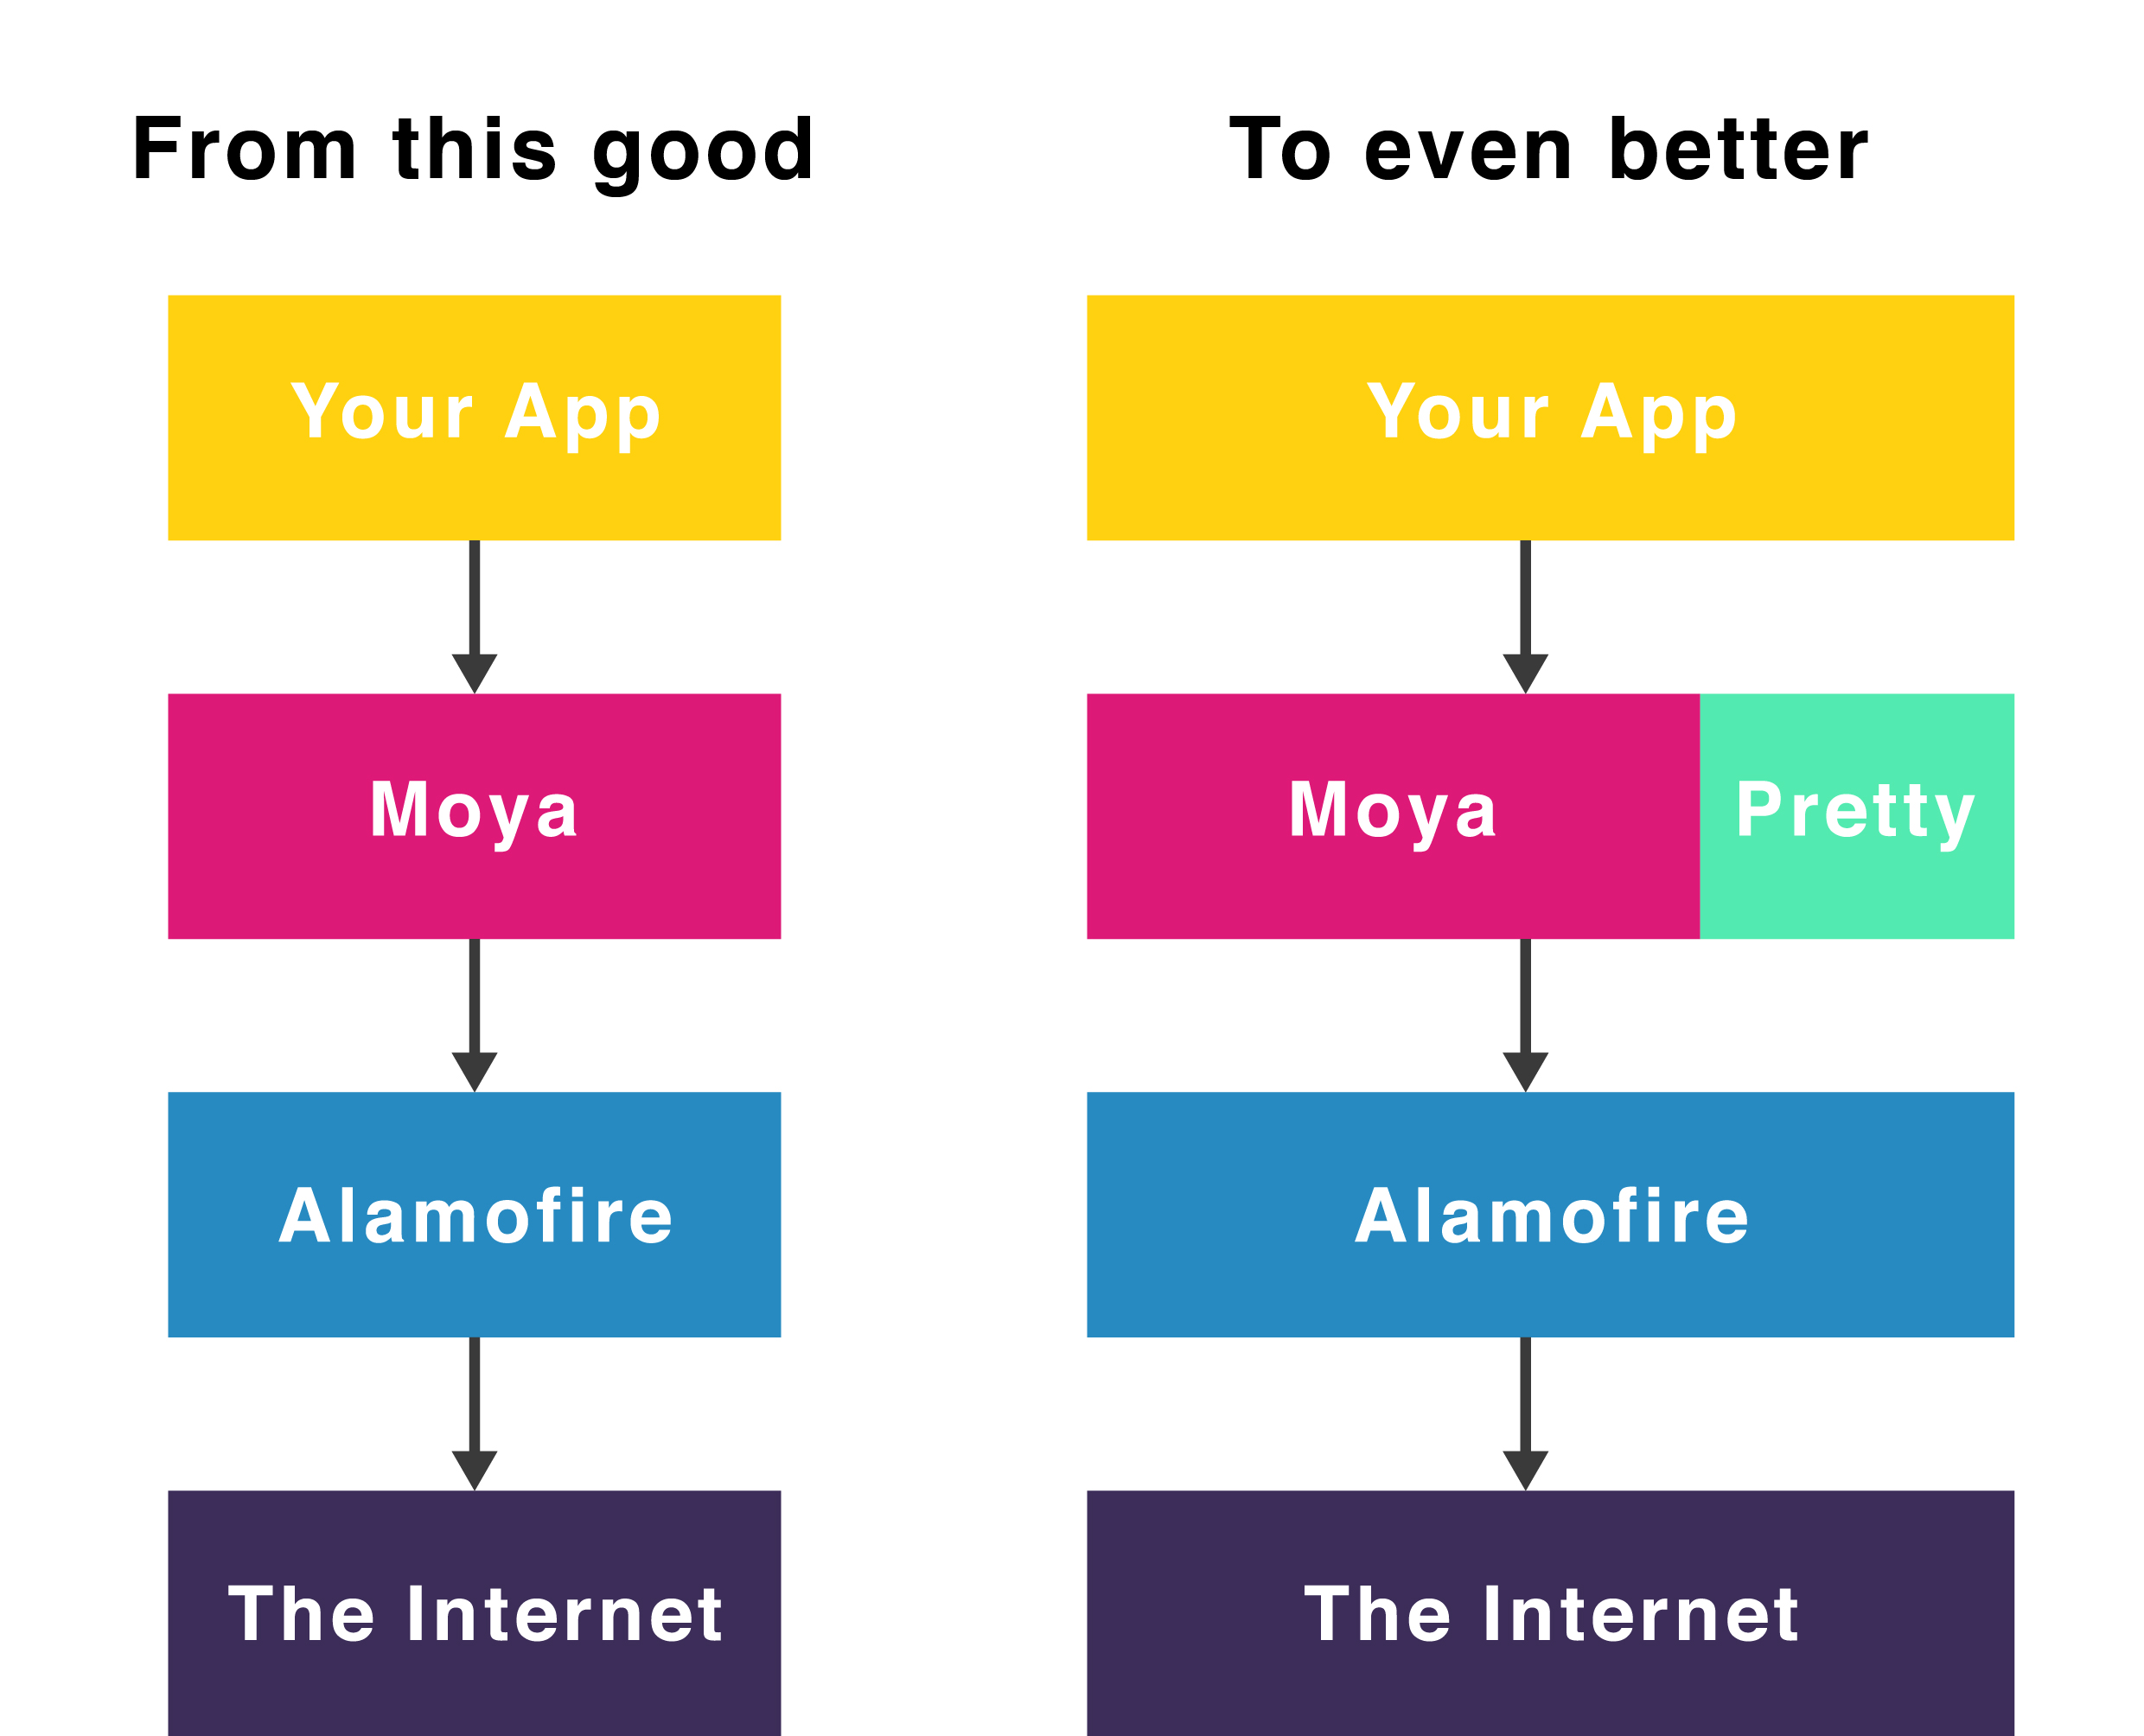 From this good
To even better
Your App
Your App
Moya
Moya
Pretty
Alamofire
Alamofire
The Internet
The Internet